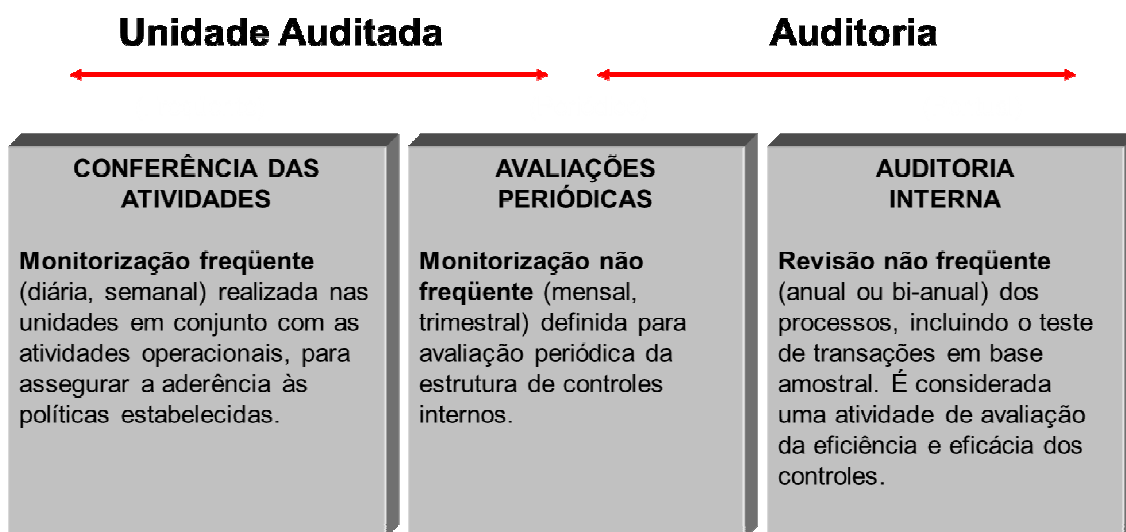 Unidade Auditada
Auditoria
CONFERÊNCIA DAS
ATIVIDADES
Monitorização freqüente
(diária, semanal) realizada nas
unidades em conjunto com as
atividades operacionais, para
assegurar a aderência às
políticas estabelecidas.
AVALIAÇÕES
PERIÓDICAS
Monitorização não
freqüente (mensal,
trimestral) definida para
avaliação periódica da
estrutura de controles
internos.
AUDITORIA
INTERNA
Revisão não freqüente
(anual ou bi-anual) dos
processos, incluindo o teste
de transações em base
amostral. É considerada
uma atividade de avaliação
da eficiência e eficácia dos
controles.